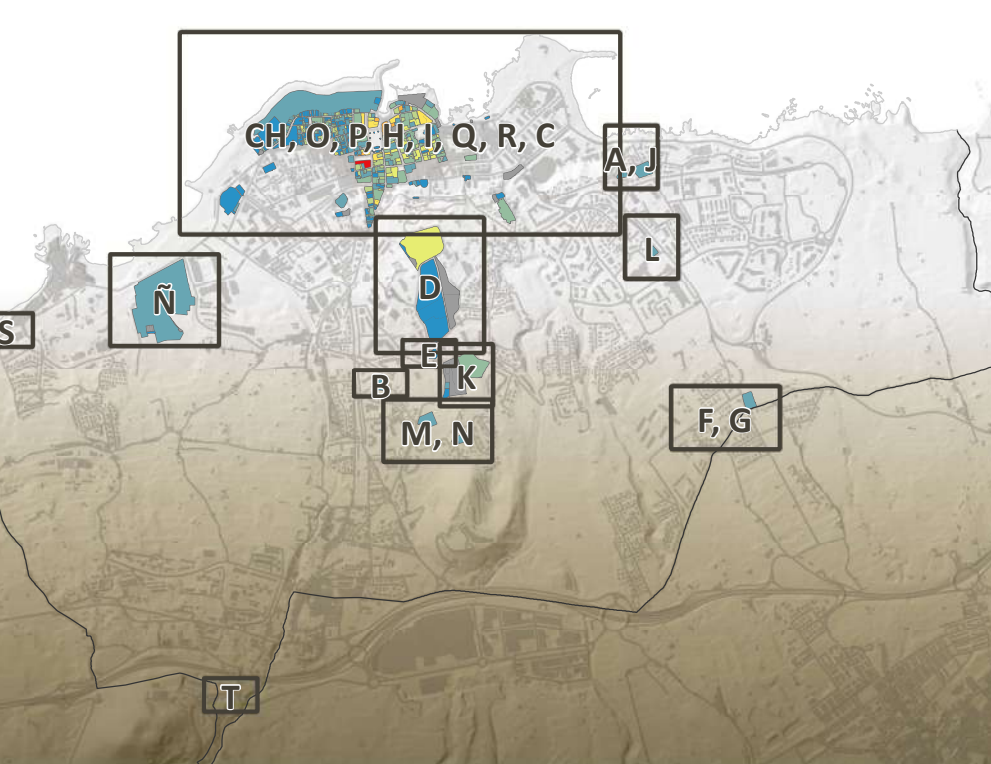 CH, O, P, H, I, Q, R, C
A, J
L
D
Ñ
S
E
K
B
F, G
M, N
T